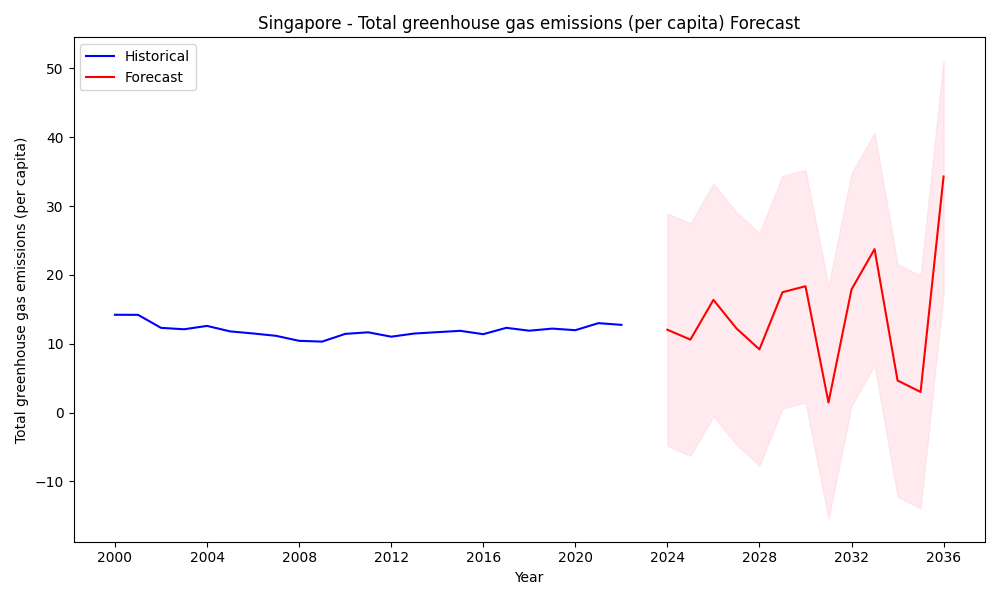 Singapore - Total greenhouse gas emissions (per capita) Forecast
Historical
Forecast
Total greenhouse gas emissions (per capita)
50
40
30
20
10
0
−10
2000 2004 2008 2012 2016 2020 2024 2028 2032 2036
Year